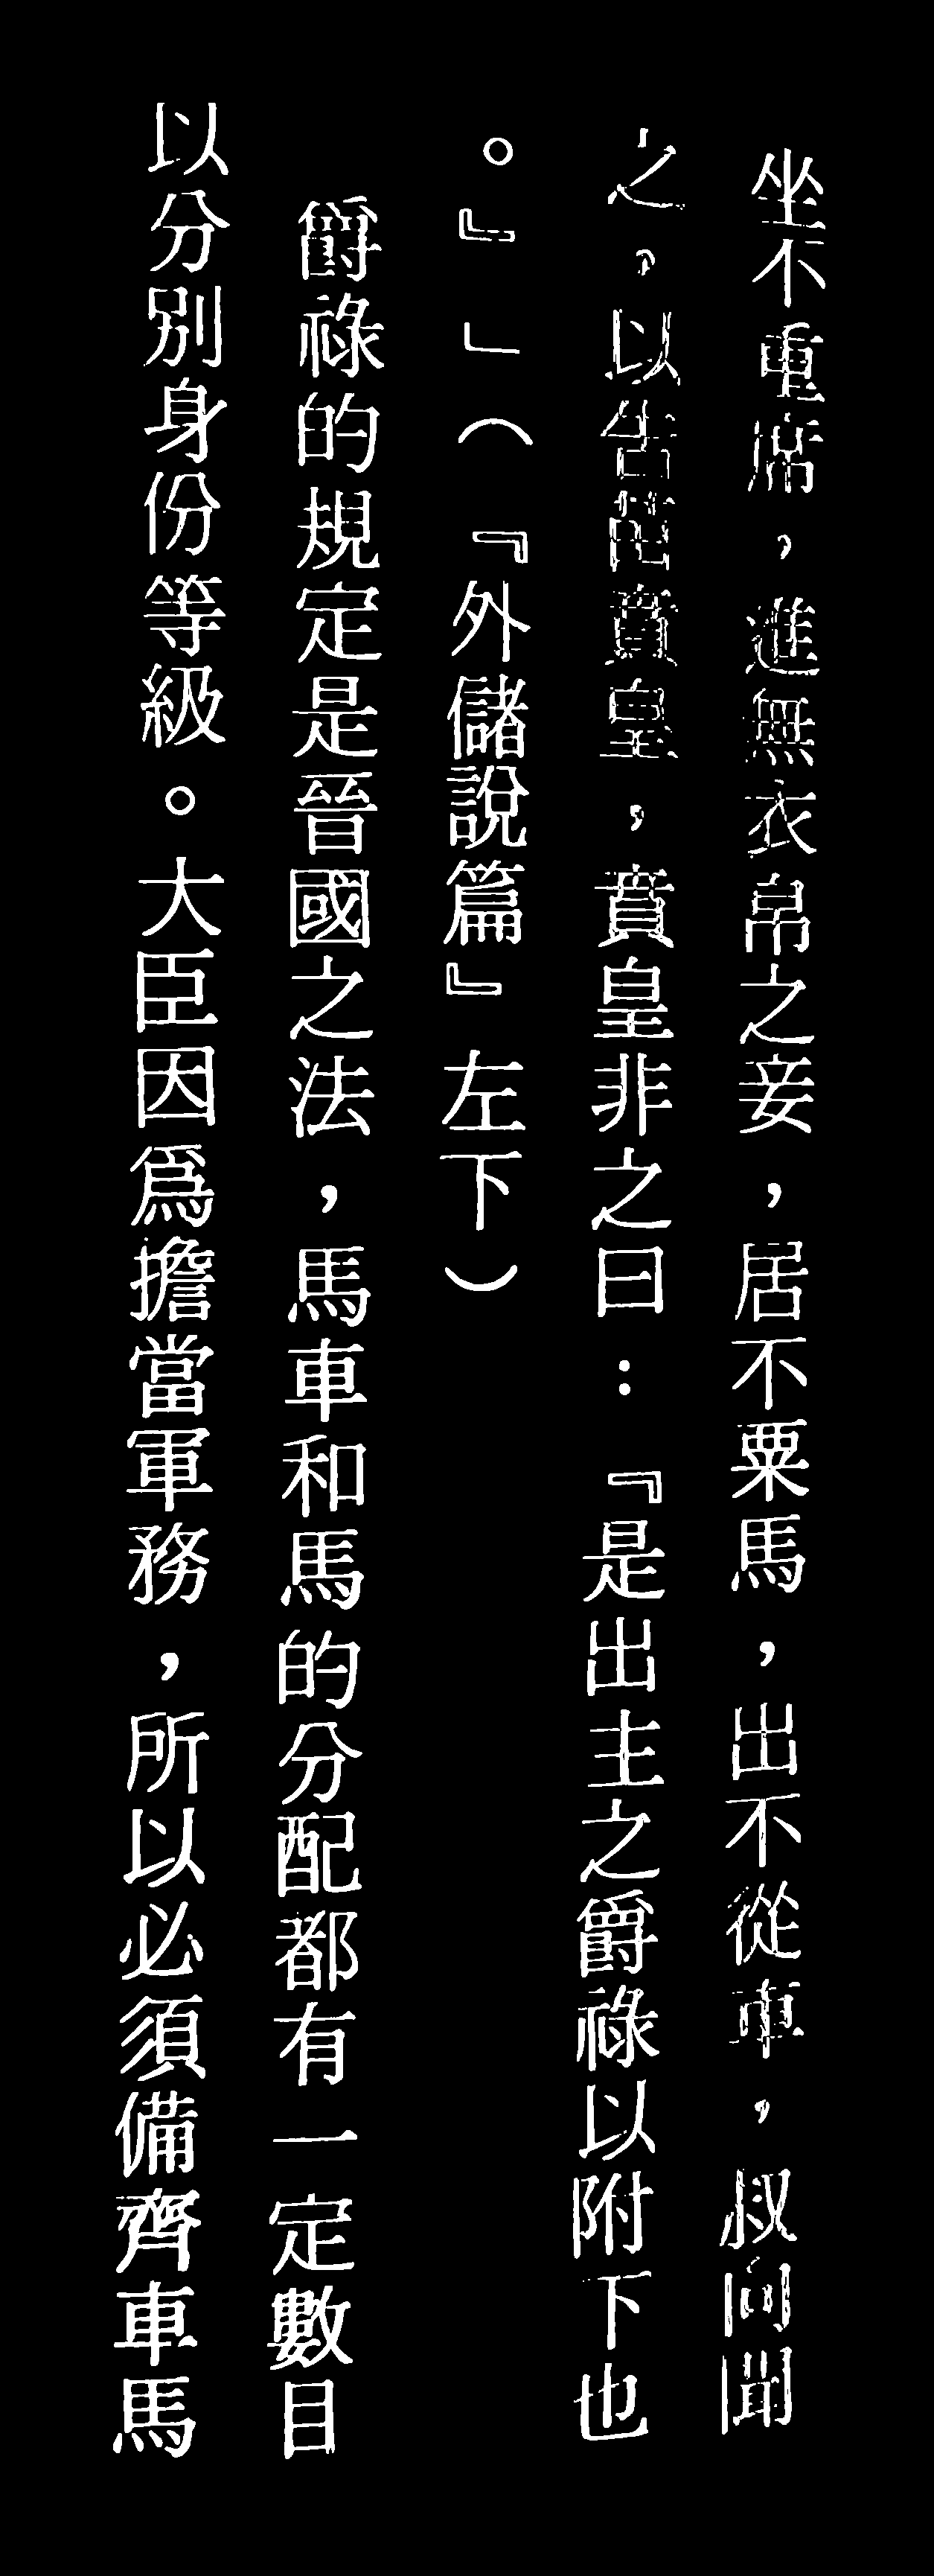 坐不重席，進無衣帛之妾，居不粟馬，出不從車，叔向聞
之，以告苗賁皇，賁皇非之曰：『是出主之爵祿以附下也
。』」（『外儲說篇』左下）
爵祿的規定是晉國之法，馬車和馬的分配都有一定數目
以分別身份等級。大臣因爲擔當軍務，所以必須備齊車馬